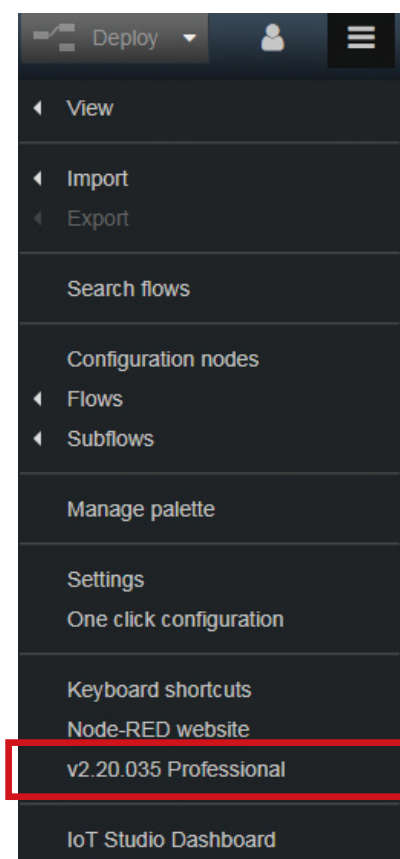 Deploy
View
Import
Export
Search flows
Configuration nodes
Flows
Subflows
Manage palette
Settings
One click configuration
Keyboard shortcuts
Node-RED website
v2.20.035 Professional
IoT Studio Dashboard